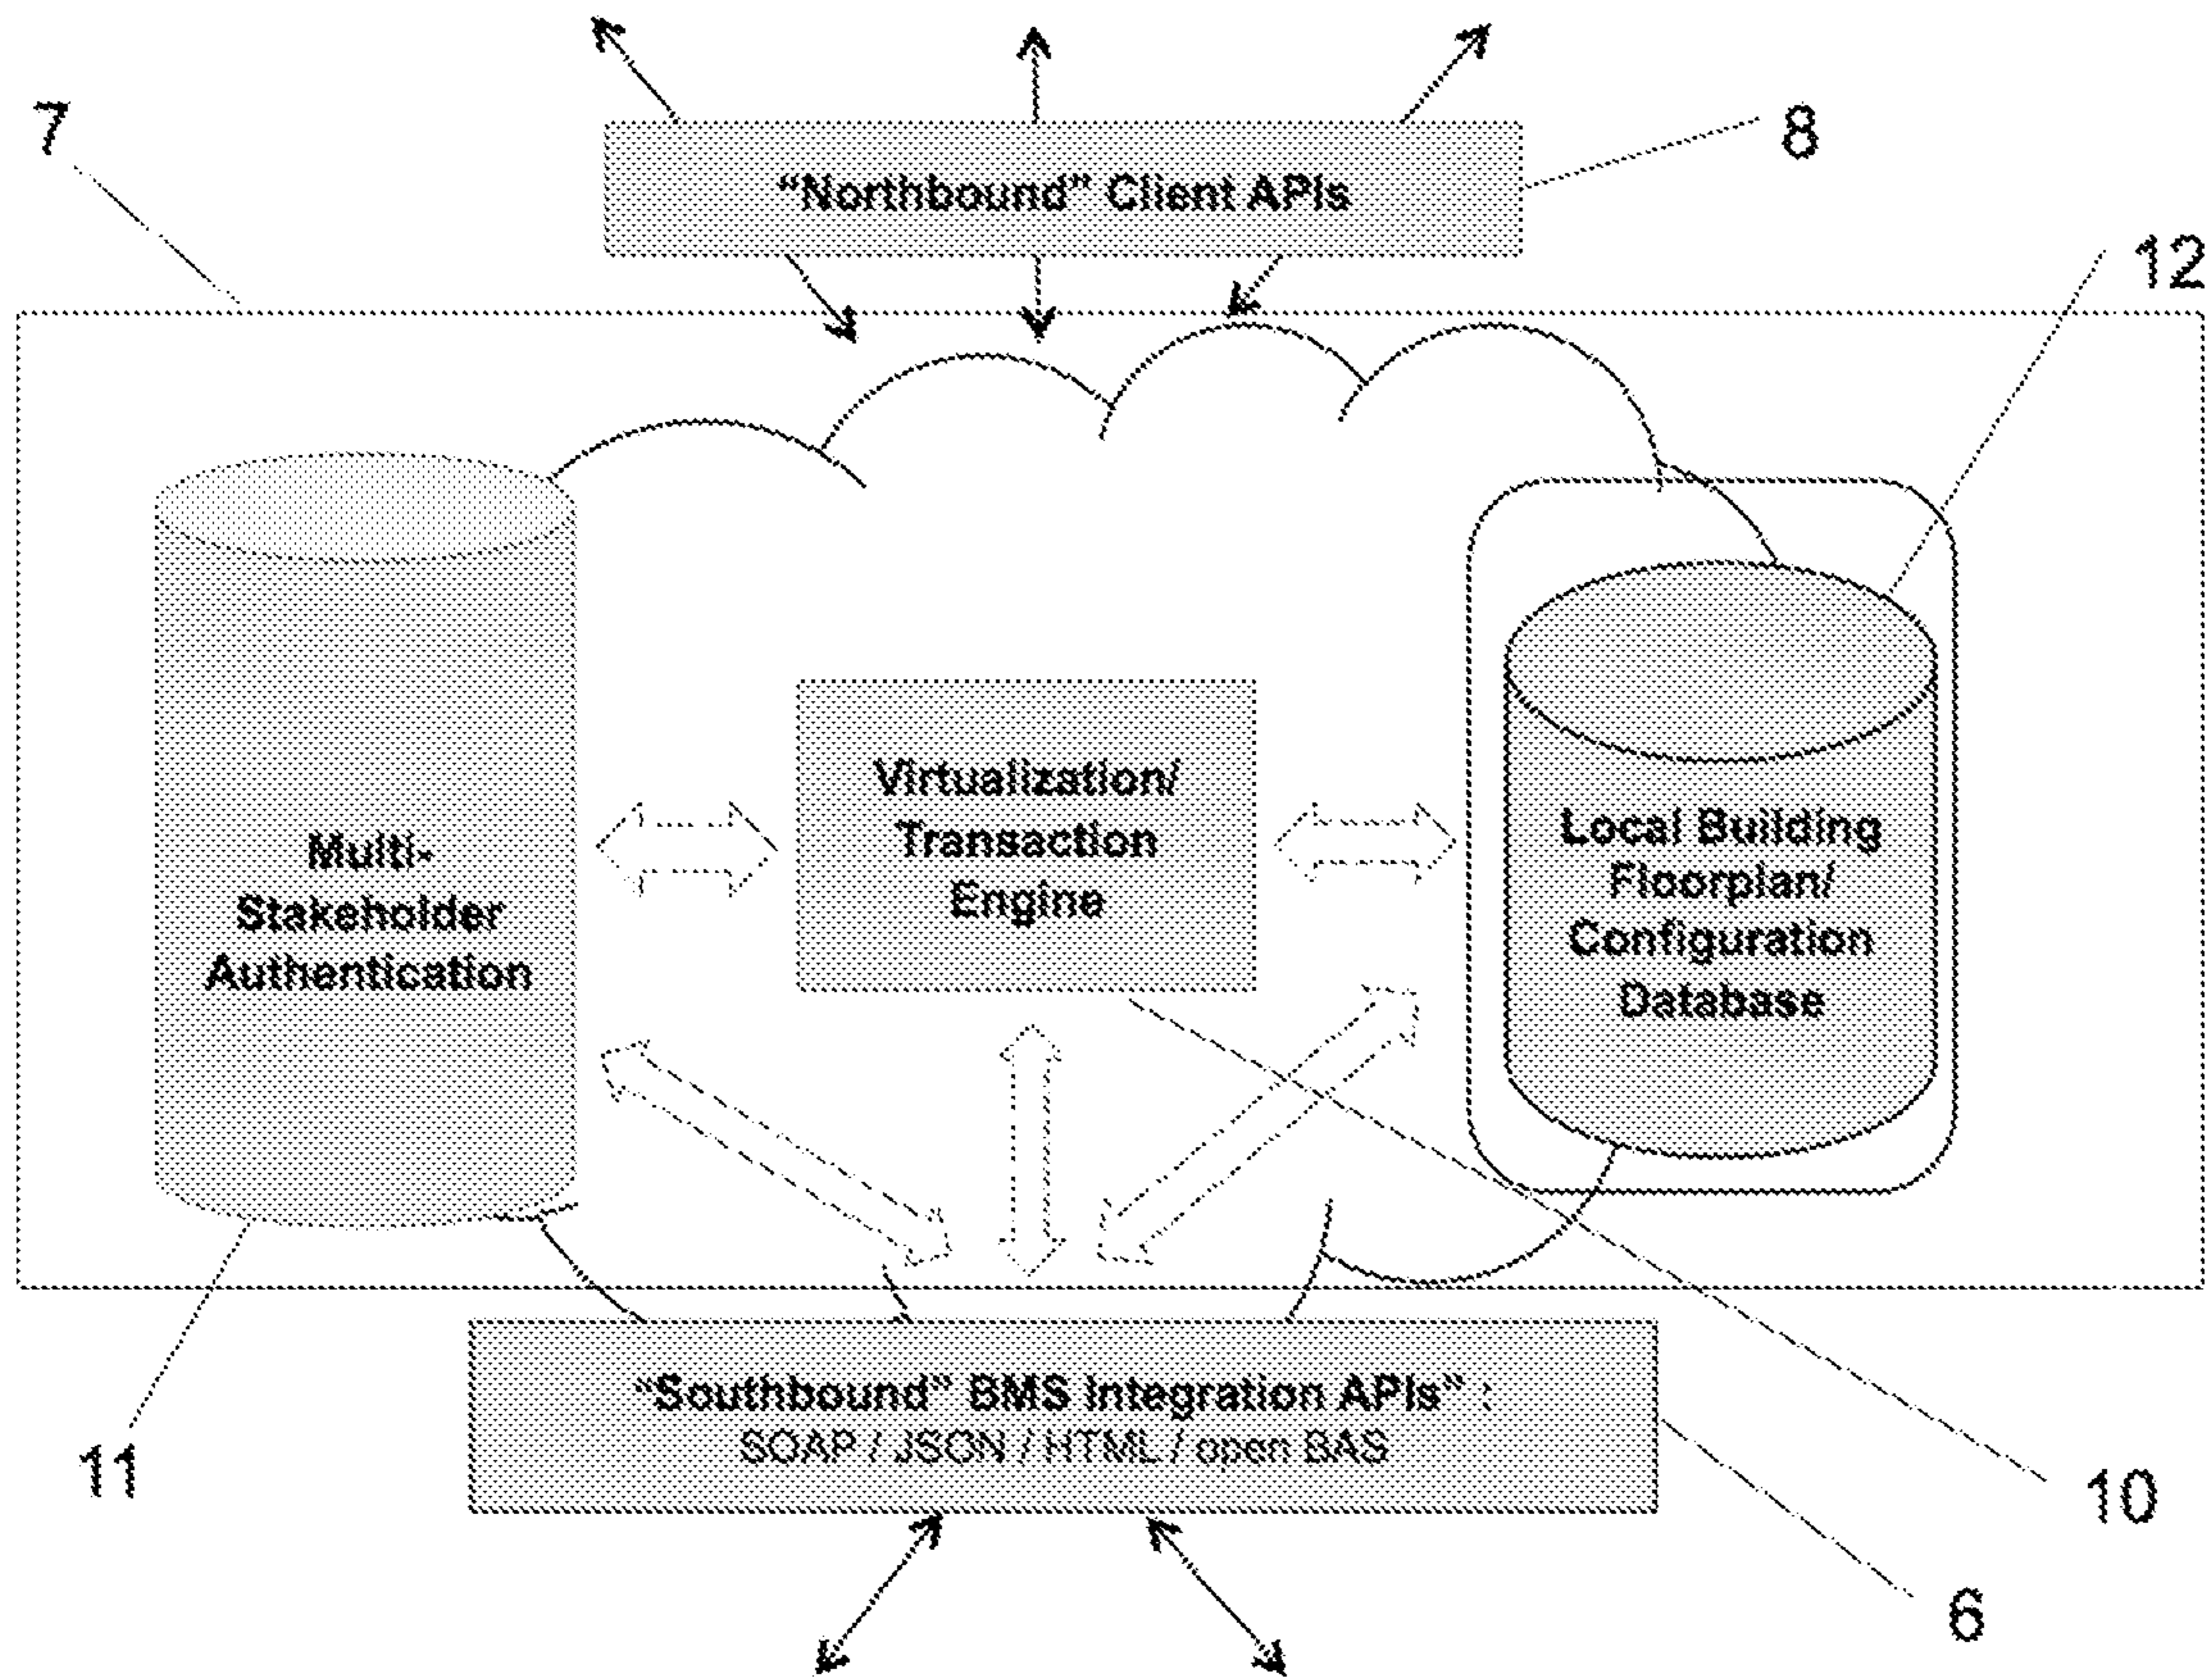 7
8
“Northbound” Client APIs
12
Multi-
Stakeholder
Authentication
Virtualization/
Transaction
Engine
Local Building
Floorplan/
Configuration
Database
“Southbound” BMS Integration APIs” :
SOAP / JSON / HTML / open BAS
11
10
6